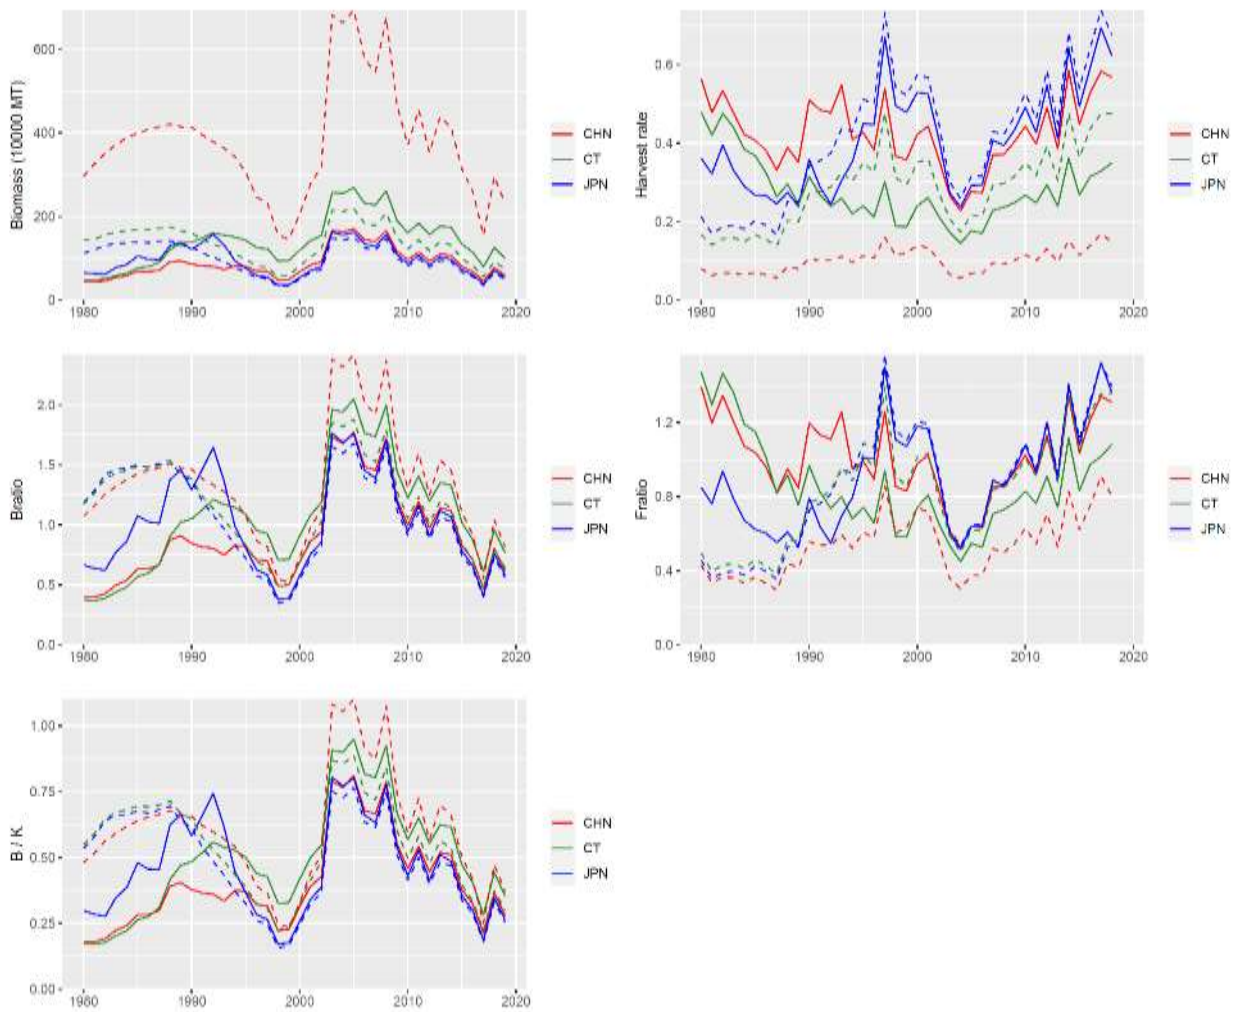 Biomass (10000 MT)
600
400
200
0
1980
1990
2000
2010
2020
CHN
CT
JPN
Harvest rate
0.6
0.4
0.2
0.0
1980
1990
2000
2010
2020
CHN
CT
JPN
Bratio
2.0
1.5
1.0
0.5
0.0
1980
1990
2000
2010
2020
CHN
CT
JPN
Fratio
1.2
0.8
0.4
0.0
1980
1990
2000
2010
2020
CHN
CT
JPN
B / K
1.00
0.75
0.50
0.25
0.00
1980
1990
2000
2010
2020
CHN
CT
JPN